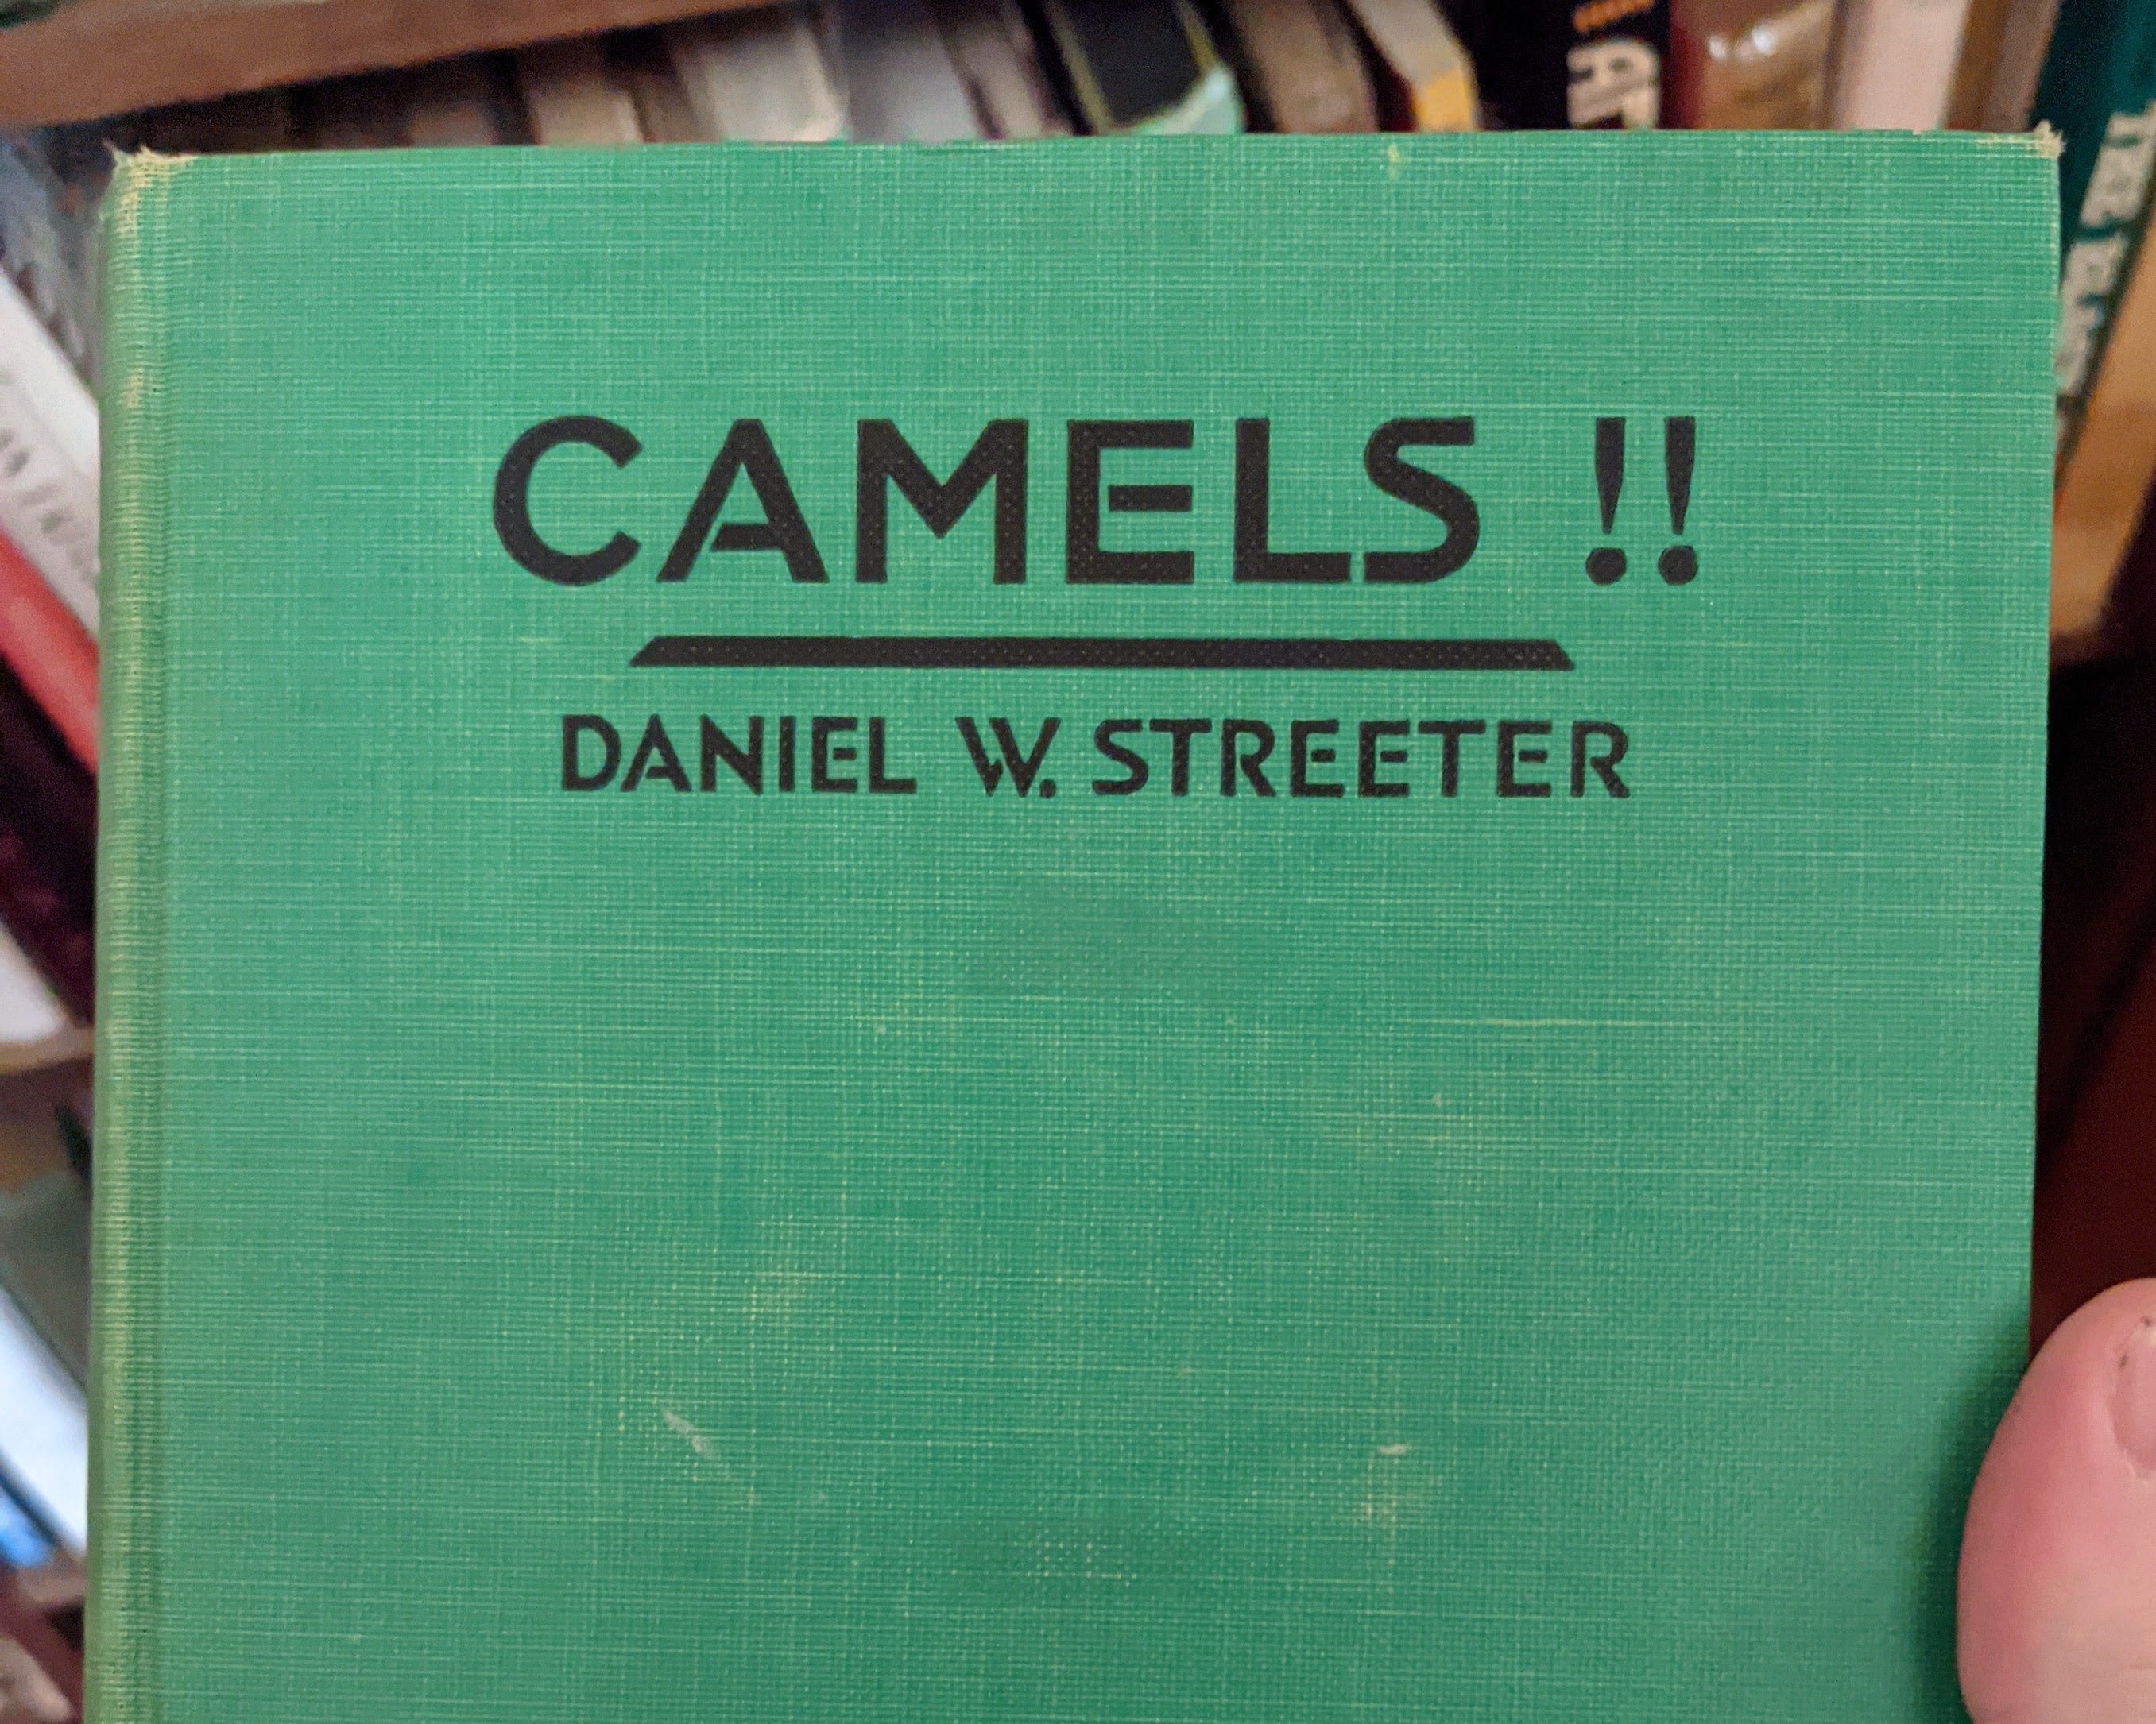 CAMELS !!
DANIEL W. STREETER